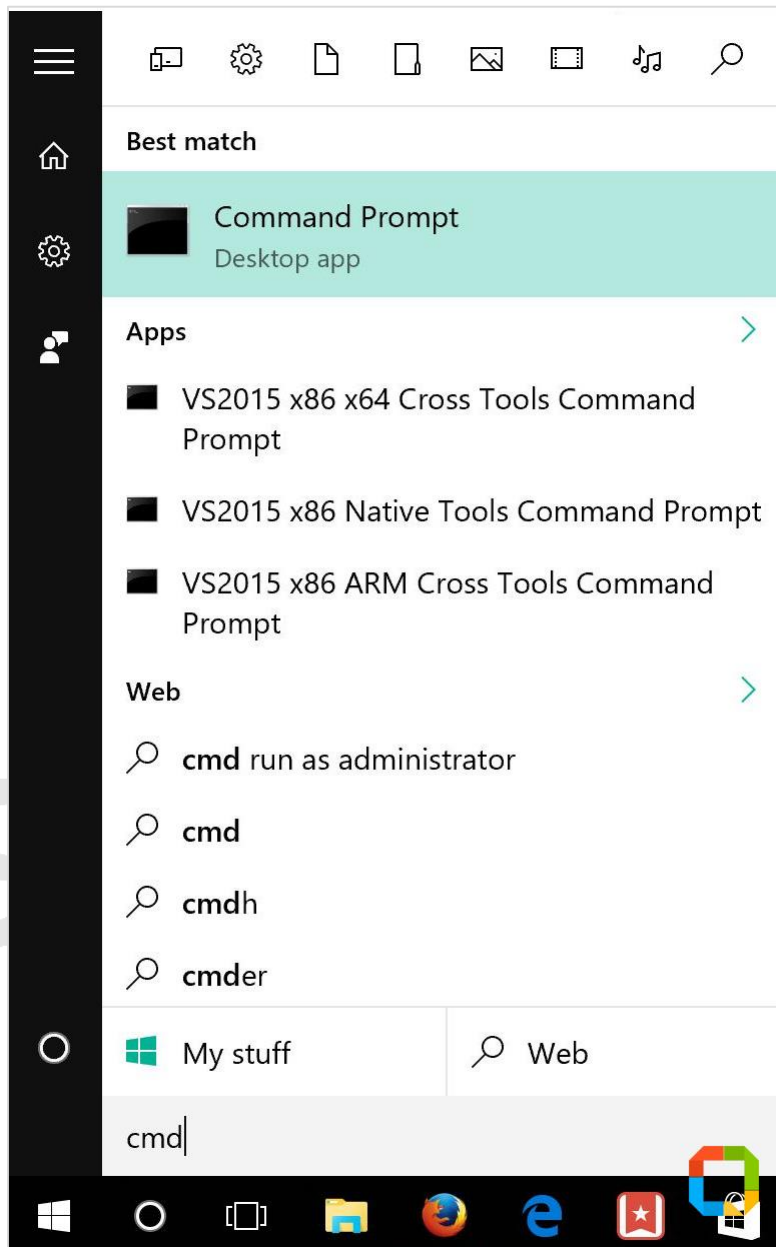 Best match
Command Prompt
Desktop app
Apps
VS2015 x86 x64 Cross Tools Command
Prompt
VS2015 x86 Native Tools Command Prompt
VS2015 x86 ARM Cross Tools Command
Prompt
Web
cmd run as administrator
cmd
cmdh
cmder
My stuff
Web
cmd